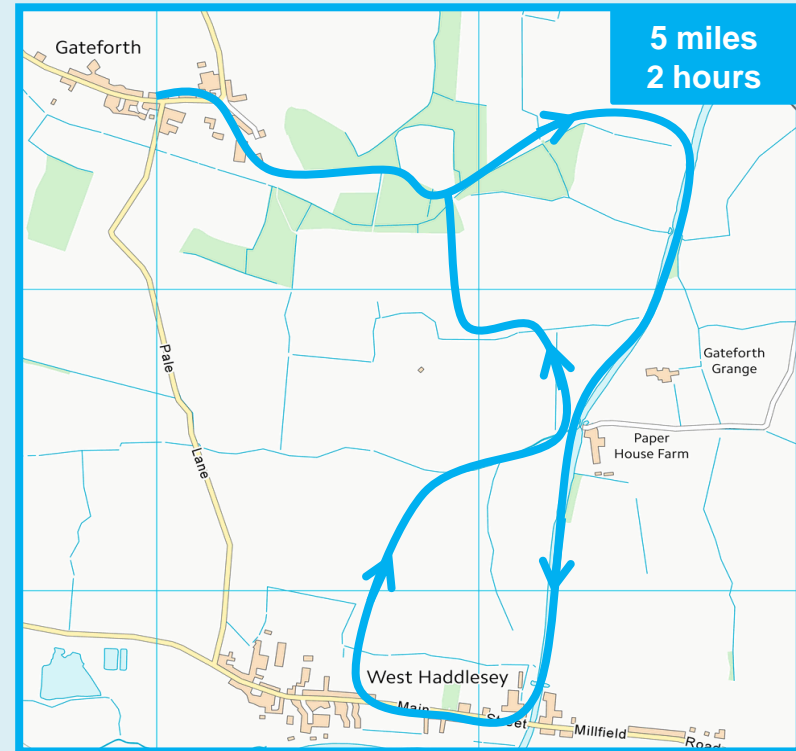 Gateforth
5 miles
2 hours
Pale
Lane
Gateforth
Grange
Paper
House Farm
West Haddlesey
Main
Street
Millfield
Road